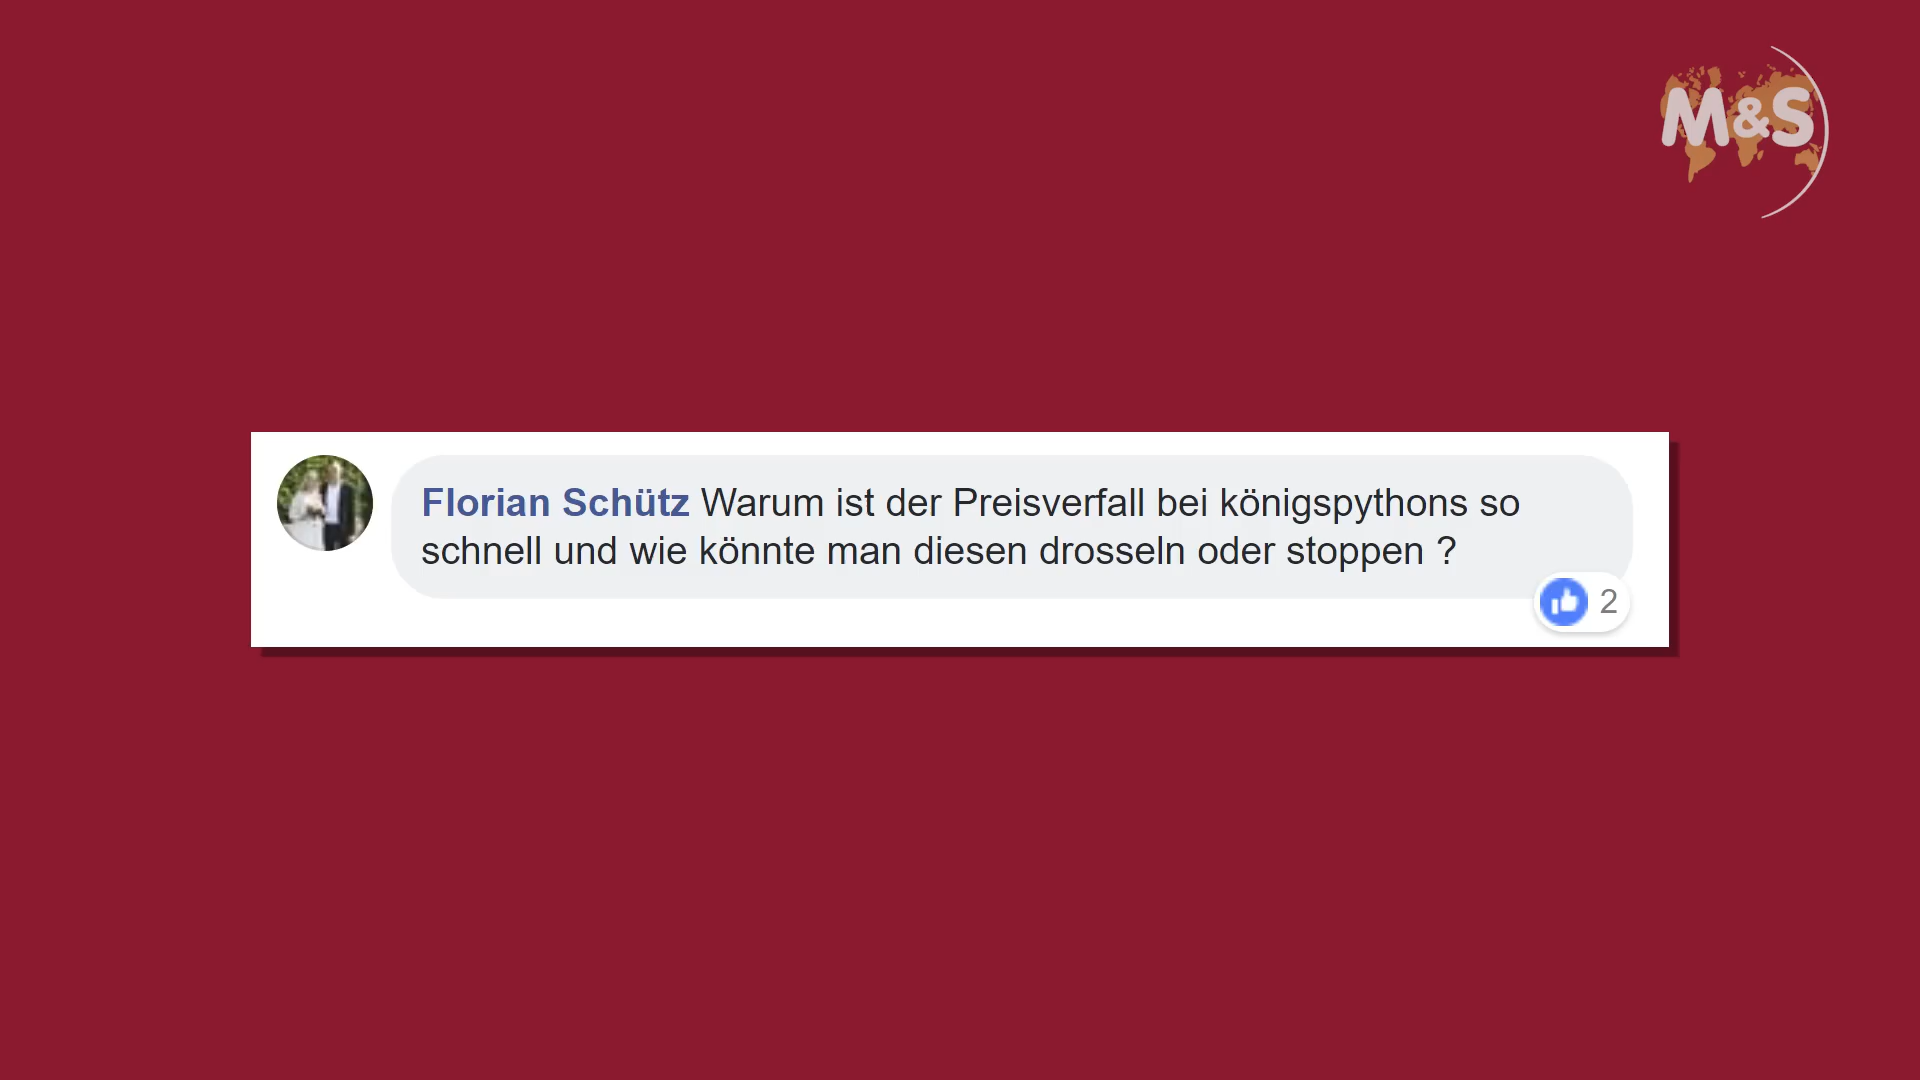 M&S
Florian Schütz Warum ist der Preisverfall bei königspythons so
schnell und wie könnte man diesen drosseln oder stoppen ?
2